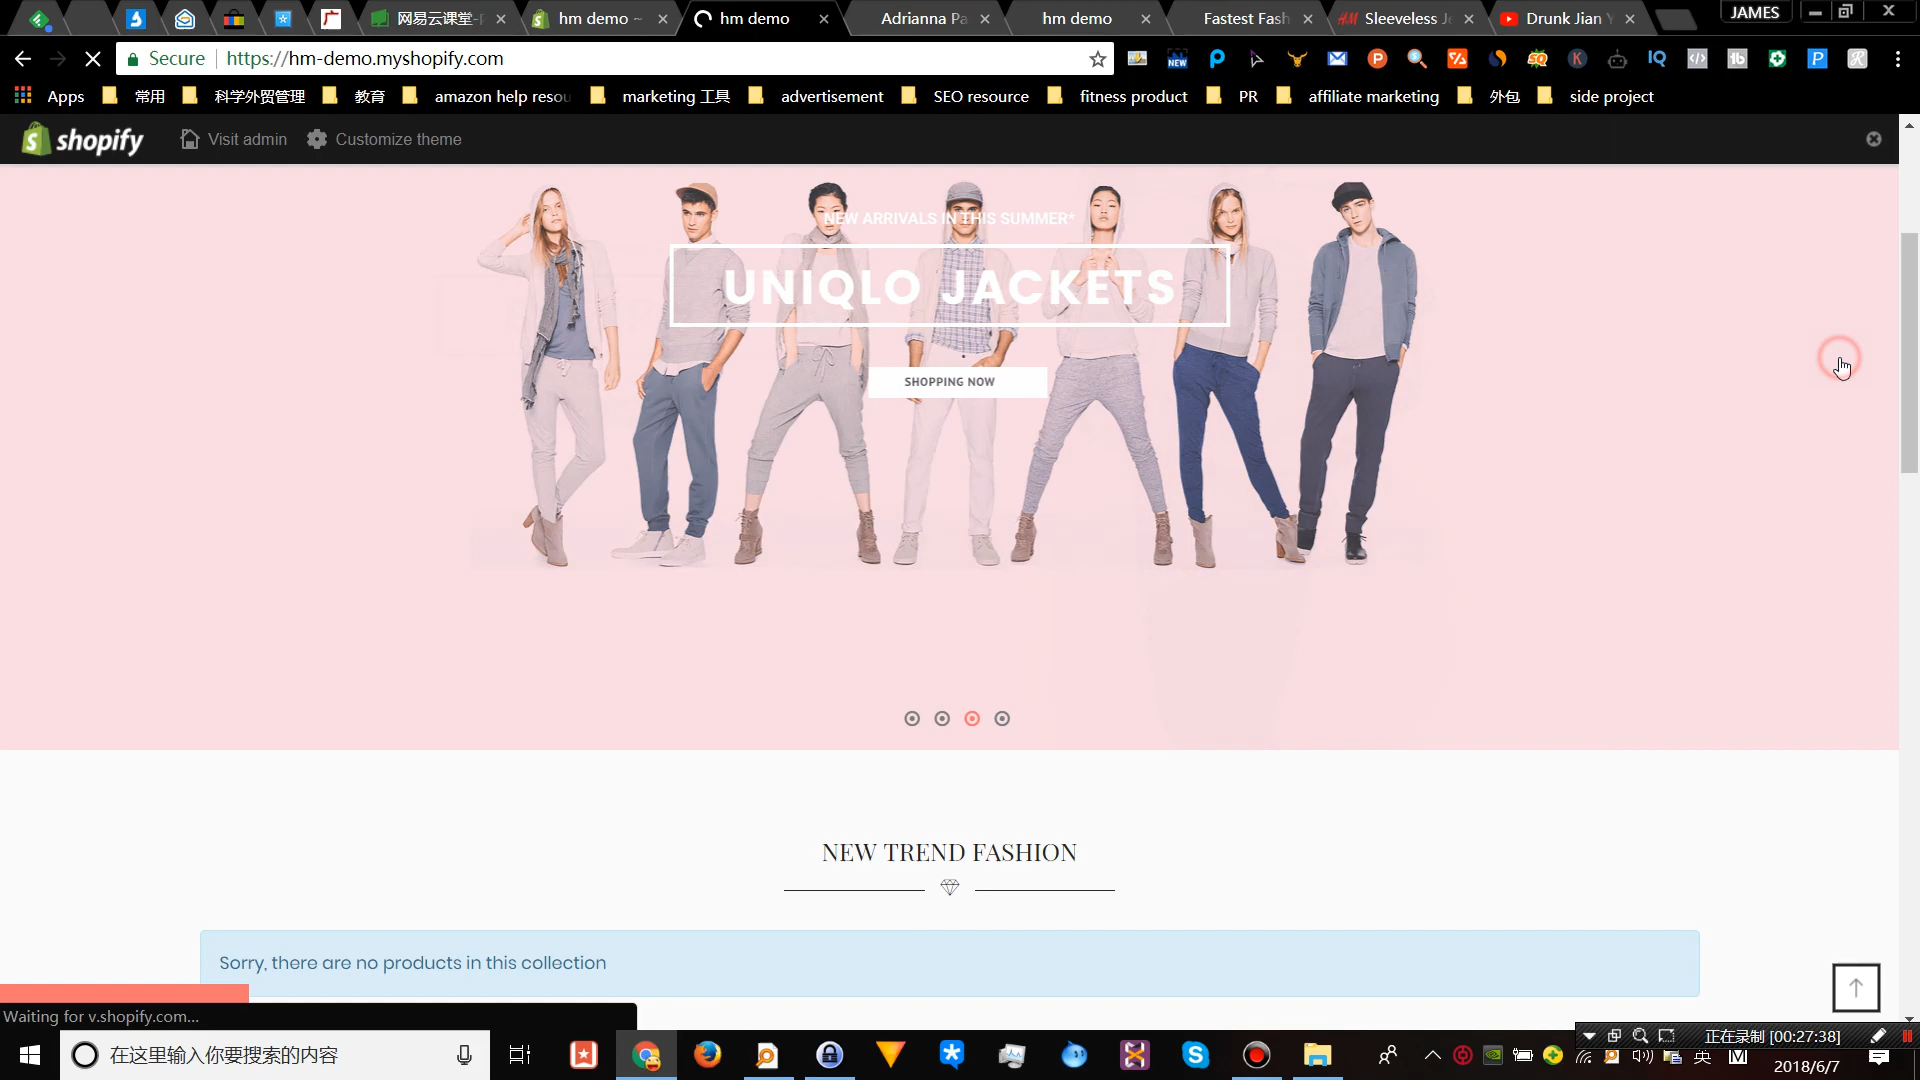 网易云课堂-P
hm demo ~
hm demo
Adrianna Pa
hm demo
Fastest Fash
HM Sleeveless Je
Drunk Jian Y
JAMES
Secure
https://hm-demo.myshopify.com
Apps
常用
科学外贸管理
教育
amazon help resou
marketing 工具
advertisement
SEO resource
fitness product
PR
affiliate marketing
外包
side project
shopify
Visit admin
Customize theme
NEW ARRIVALS IN THIS SUMMER*
UNIQLO JACKETS
SHOPPING NOW
NEW TREND FASHION
Sorry, there are no products in this collection
Waiting for v.shopify.com...
在这里输入你要搜索的内容
正在录制 [00:27:38]
英
M
2018/6/7